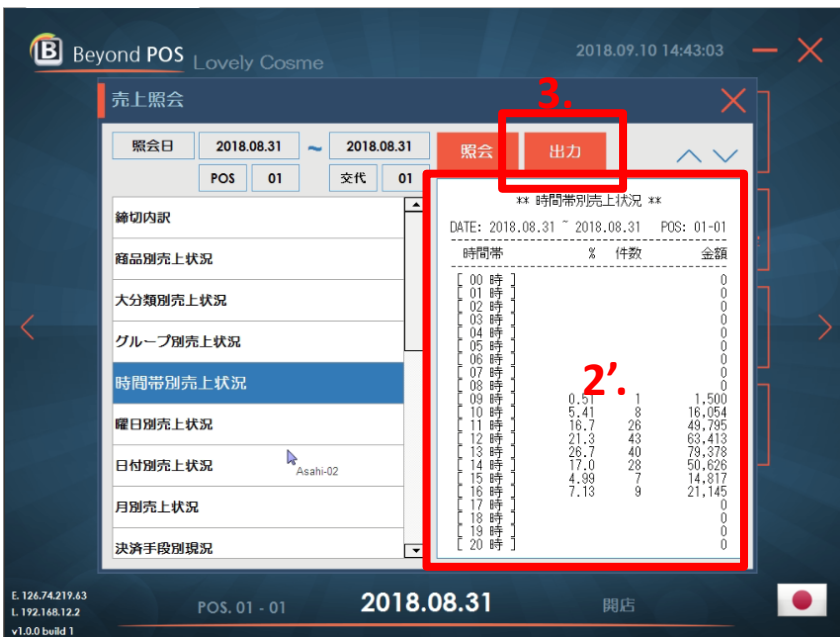 Beyond POS Lovely Cosme 2018.09.10 14:43:03
3.
売上照会
照会日 2018.08.31 ~ 2018.08.31 照会 出力
POS 01 交代 01
締切内訳
商品別売上状況
大分類別売上状況
グループ別売上状況
時間帯別売上状況
曜日別売上状況
日付別売上状況
Asahi-02
月別売上状況
決済手段別現況
** 時間帯別売上状況 **
DATE: 2018.08.31 ~ 2018.08.31 POS: 01-01
時間帯 % 件数 金額
[ 00 時 ] 0
[ 01 時 ] 0
[ 02 時 ] 0
[ 03 時 ] 0
[ 04 時 ] 0
[ 05 時 ] 0
[ 06 時 ] 0
[ 07 時 ] 0
[ 08 時 ] 0
2'.
[ 09 時 ] 0.51 1 1,500
[ 10 時 ] 5.41 8 16,054
[ 11 時 ] 16.7 26 49,795
[ 12 時 ] 21.3 43 63,413
[ 13 時 ] 26.7 40 79,378
[ 14 時 ] 17.0 28 50,626
[ 15 時 ] 4.99 7 14,817
[ 16 時 ] 7.13 9 21,145
[ 17 時 ] 0
[ 18 時 ] 0
[ 19 時 ] 0
[ 20 時 ] 0
E. 126.74.219.63
L. 192.168.12.2
v1.0.0 build 1
POS. 01 - 01 2018.08.31 開店